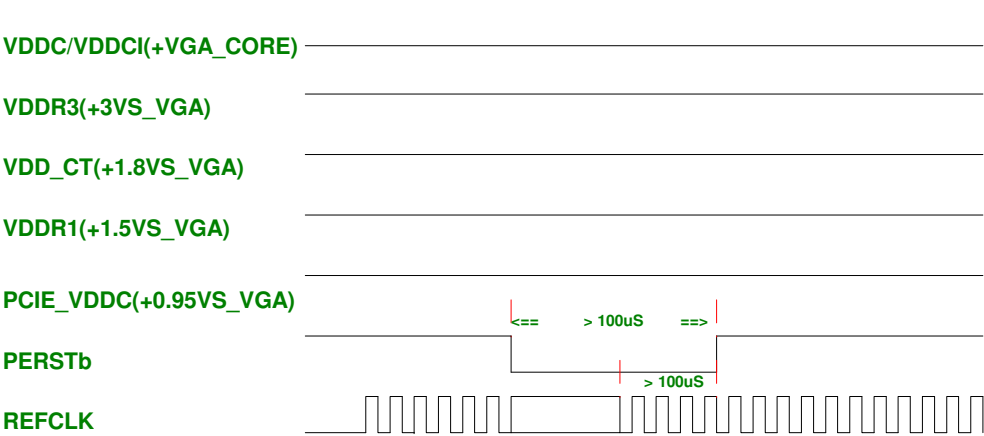 VDDC/VDDCI(+VGA_CORE)
VDDR3(+3VS_VGA)
VDD_CT(+1.8VS_VGA)
VDDR1(+1.5VS_VGA)
PCIE_VDDC(+0.95VS_VGA)
<== > 100uS ==>
PERSTb
> 100uS
REFCLK